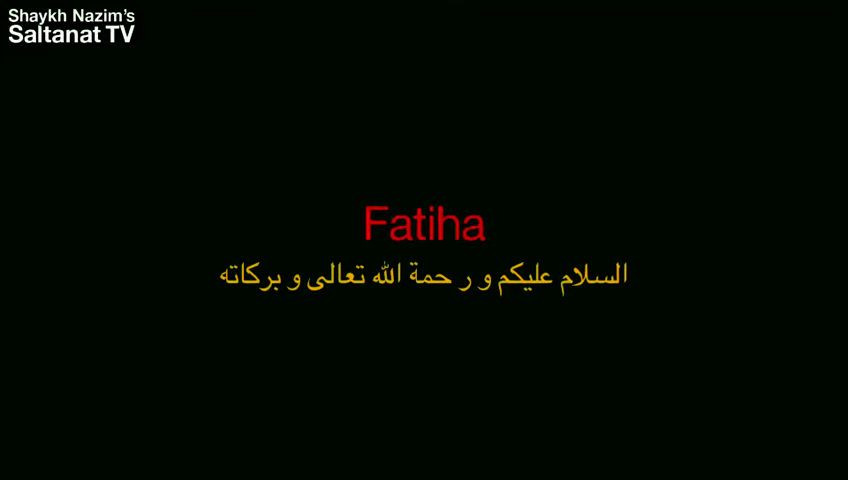 Shaykh Nazim's
Saltanat TV
Fatiha
السلام عليكم و ر حمة الله تعالى و بركاته